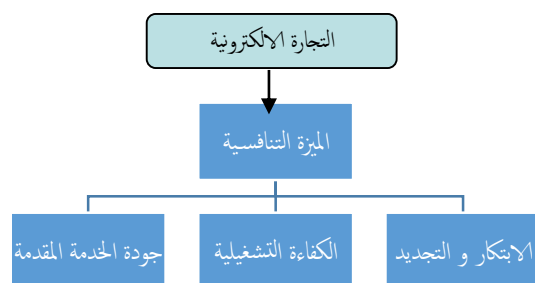 التجارة الالكترونية
الميزة التنافسية
الابتكار و التجديد
الكفاءة التشغيلية
جودة الخدمة المقدمة